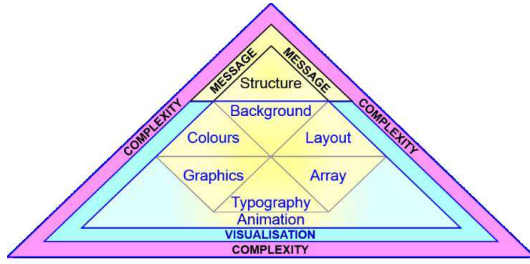 MESSAGE
MESSAGE
Structure
COMPLEXITY
COMPLEXITY
Background
Colours
Layout
Graphics
Array
Typography
Animation
VISUALISATION
COMPLEXITY